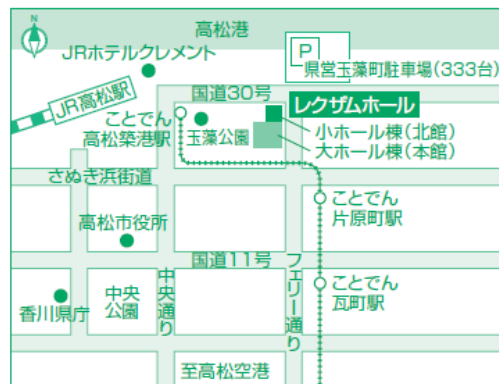 N
高松港
JRホテルクレメント
P
県営玉藻町駐車場(333台)
JR高松駅
国道30号
レクザムホール
ことでん
高松築港駅
玉藻公園
小ホール棟(北館)
大ホール棟(本館)
さぬき浜街道
ことでん
片原町駅
高松市役所
国道11号
フェリー通り
ことでん
瓦町駅
中央
公園
中央通り
香川県庁
至高松空港